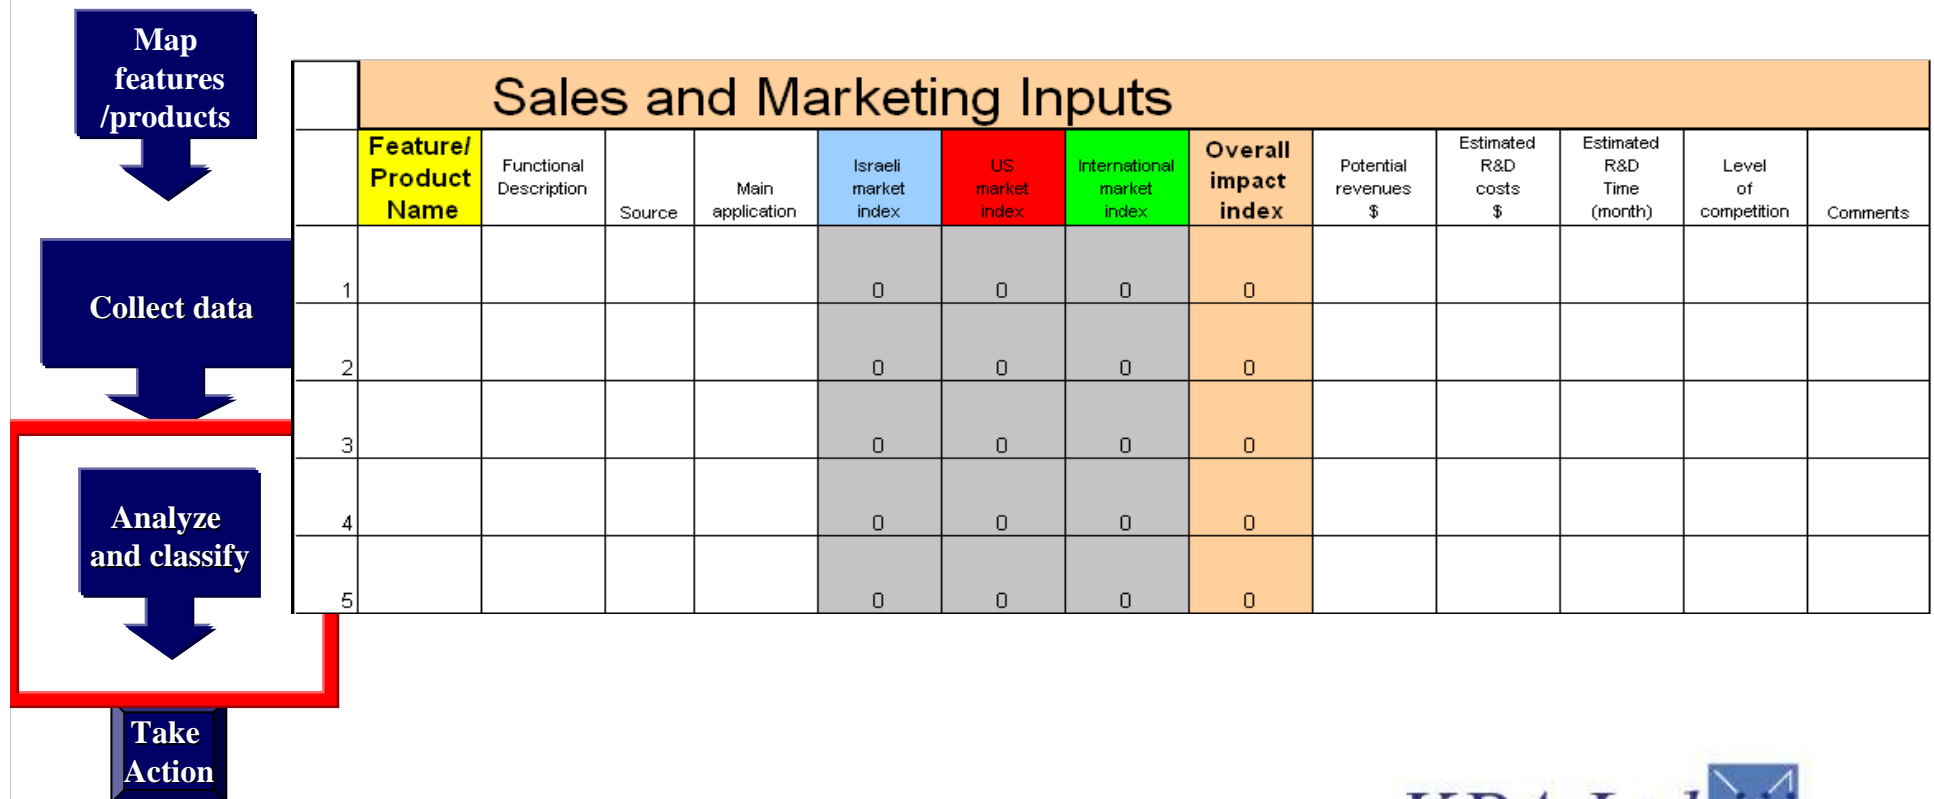 Map
features
/products
Collect data
Analyze
and classify
Take
Action
Sales and Marketing Inputs
Feature/
Product
Name
Functional
Description
Source
Main
application
Israeli
market
index
US
market
index
International
market
index
Overall
impact
index
Potential
revenues
$
Estimated
R&D
costs
$
Estimated
R&D
Time
(month)
Level
of
competition
Comments
1 0 0 0 0
2 0 0 0 0
3 0 0 0 0
4 0 0 0 0
5 0 0 0 0